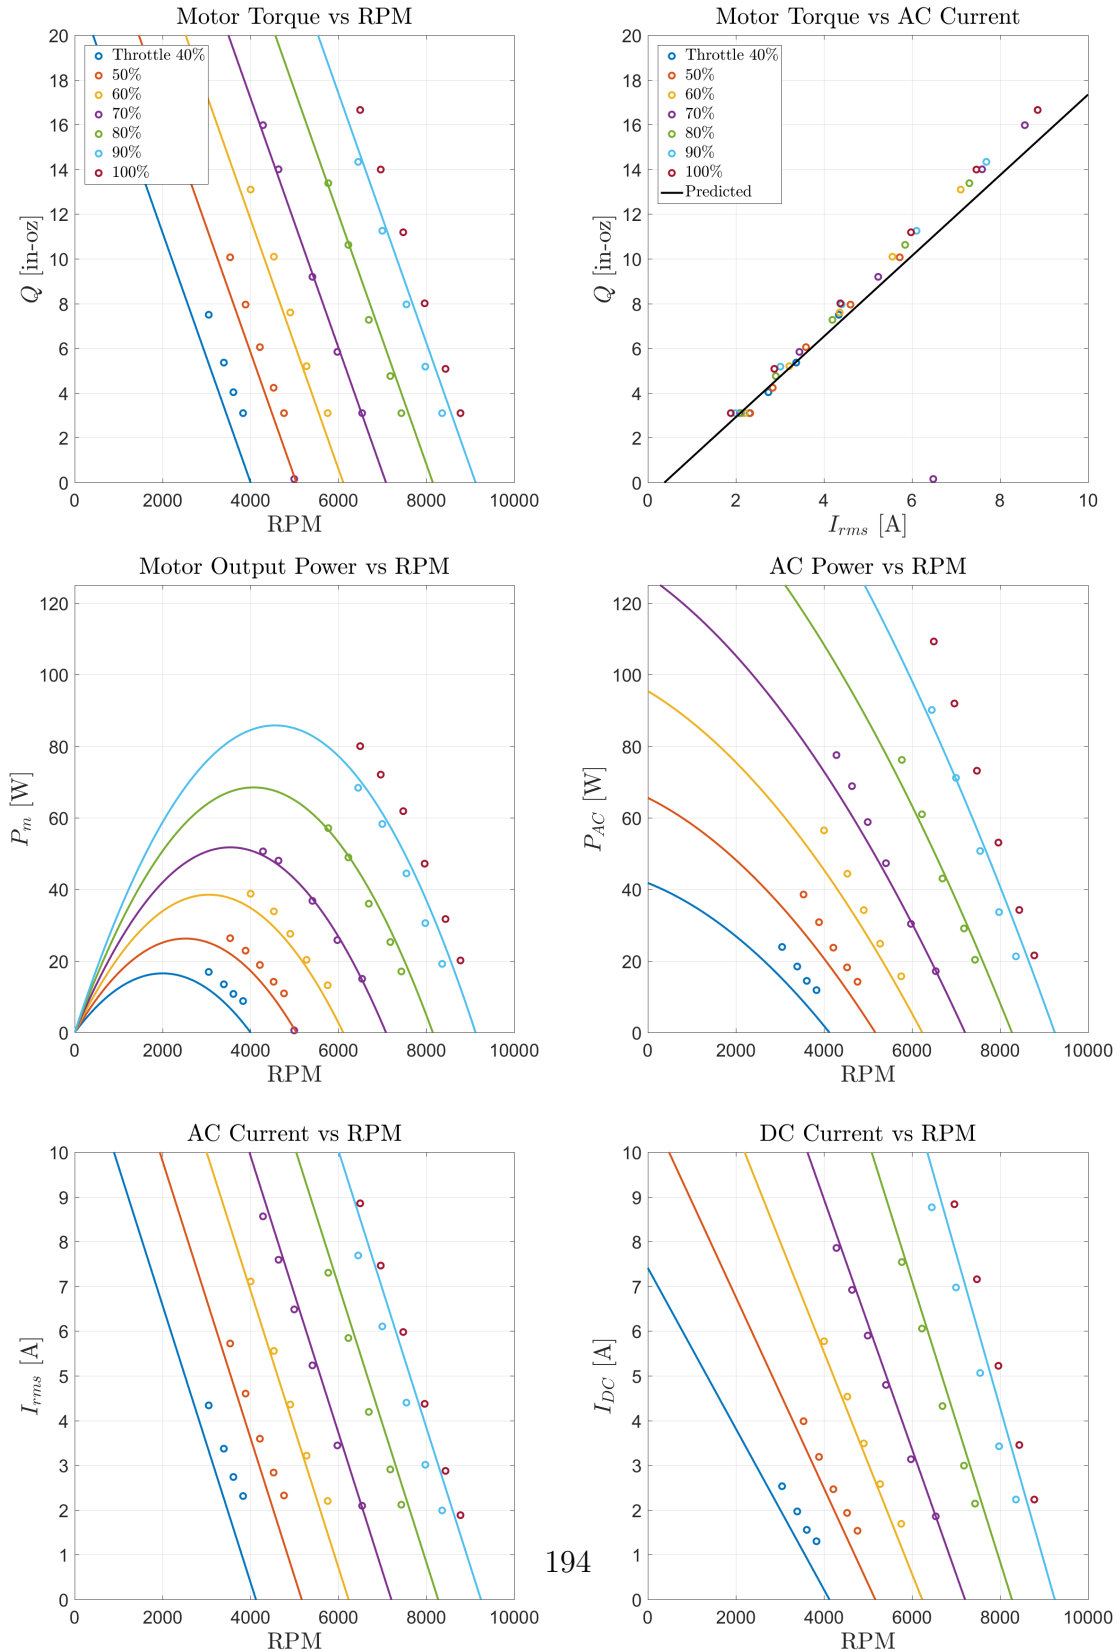 Motor Torque vs RPM
20
18
16
14
12
10
8
6
4
2
0
Q [in-oz]
Throttle 40%
50%
60%
70%
80%
90%
100%
0 2000 4000 6000 8000 10000
RPM
Motor Torque vs AC Current
20
18
16
14
12
10
8
6
4
2
0
Q [in-oz]
Throttle 40%
50%
60%
70%
80%
90%
100%
Predicted
0 2 4 6 8 10
I_rms [A]
Motor Output Power vs RPM
120
100
80
60
40
20
0
P_m [W]
0 2000 4000 6000 8000 10000
RPM
AC Power vs RPM
120
100
80
60
40
20
0
P_AC [W]
0 2000 4000 6000 8000 10000
RPM
AC Current vs RPM
10
9
8
7
6
5
4
3
2
1
0
I_rms [A]
0 2000 4000 6000 8000 10000
RPM
DC Current vs RPM
10
9
8
7
6
5
4
3
2
1
0
I_DC [A]
0 2000 4000 6000 8000 10000
RPM
194